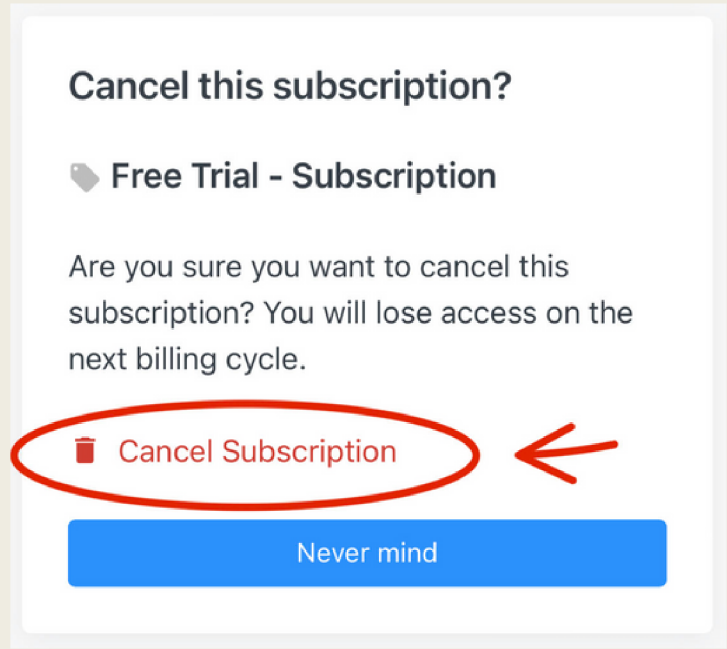 Cancel this subscription?
Free Trial - Subscription
Are you sure you want to cancel this
subscription? You will lose access on the
next billing cycle.
Cancel Subscription
Never mind